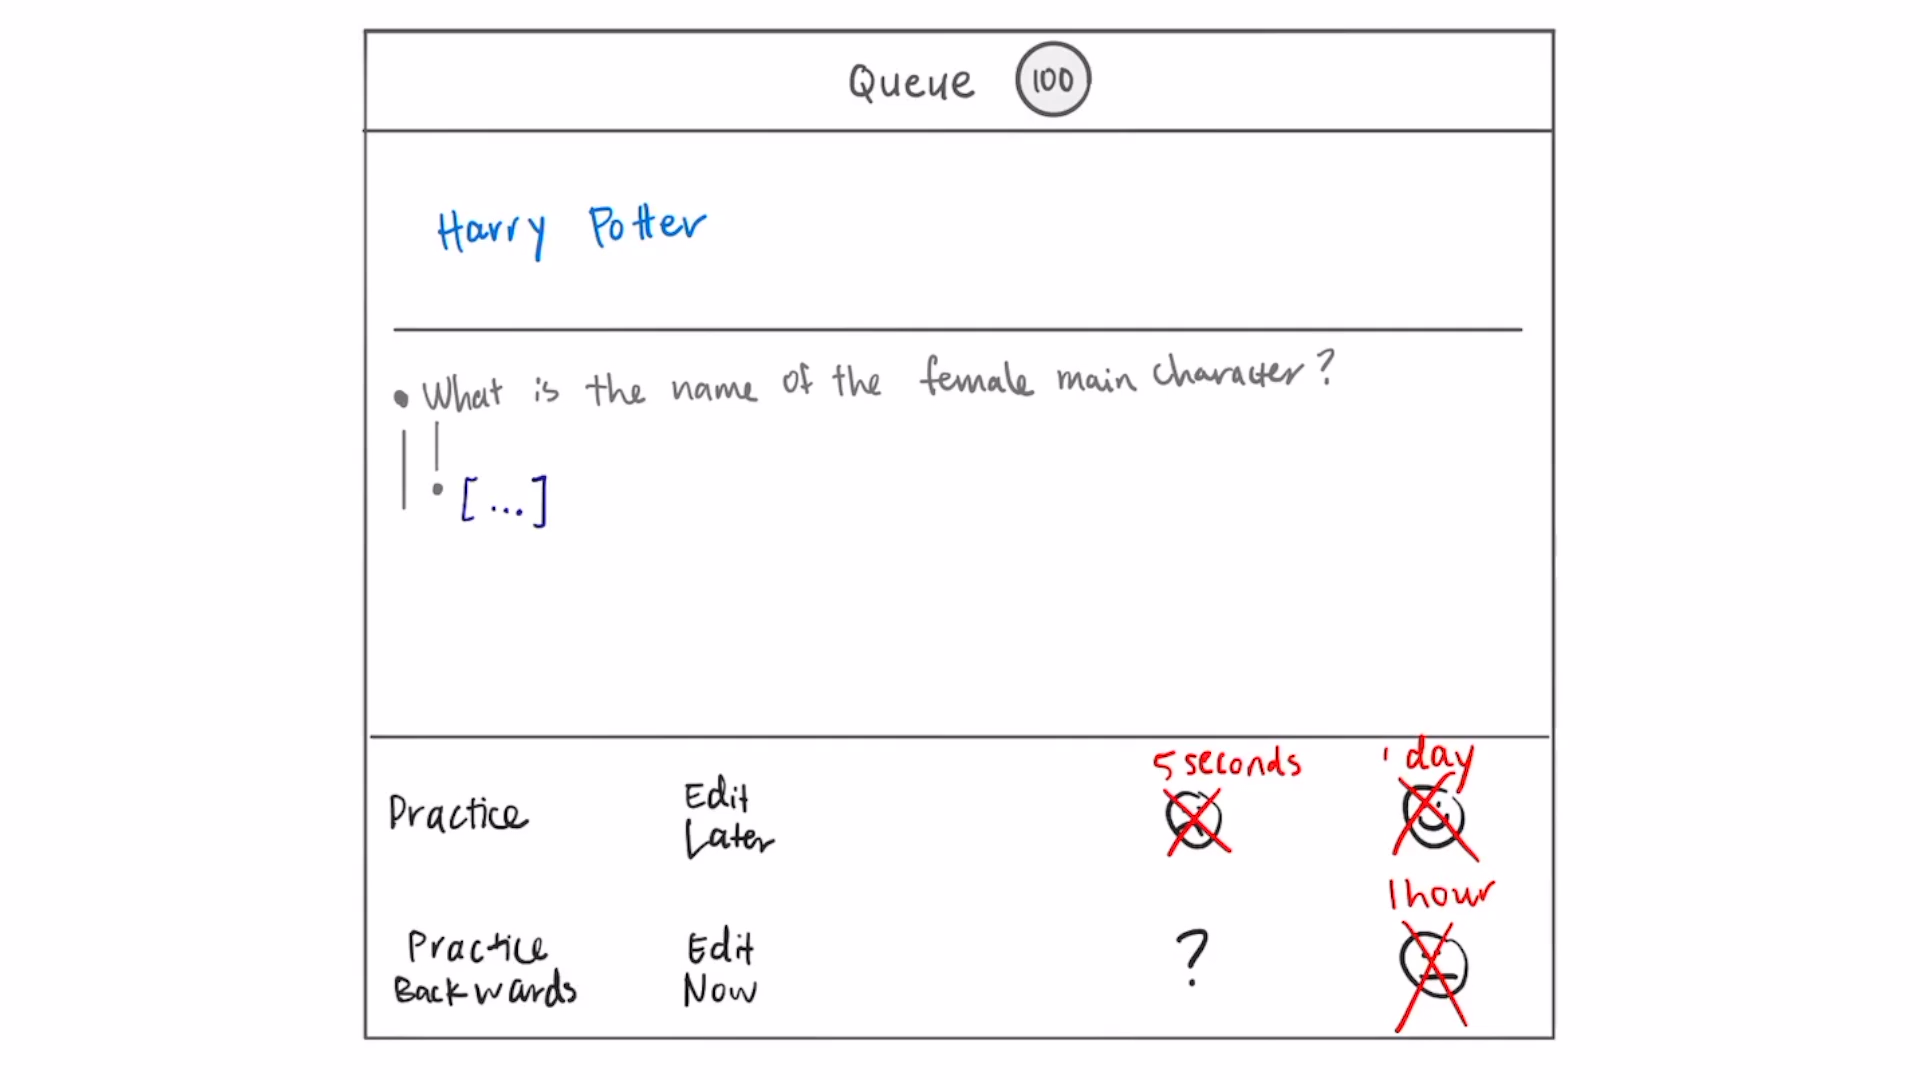 Queue 100
Harry Potter
What is the name of the female main character?
[...]
5 seconds
1 day
Practice
Edit
Later
1 hour
Practice
Backwards
Edit
Now
?